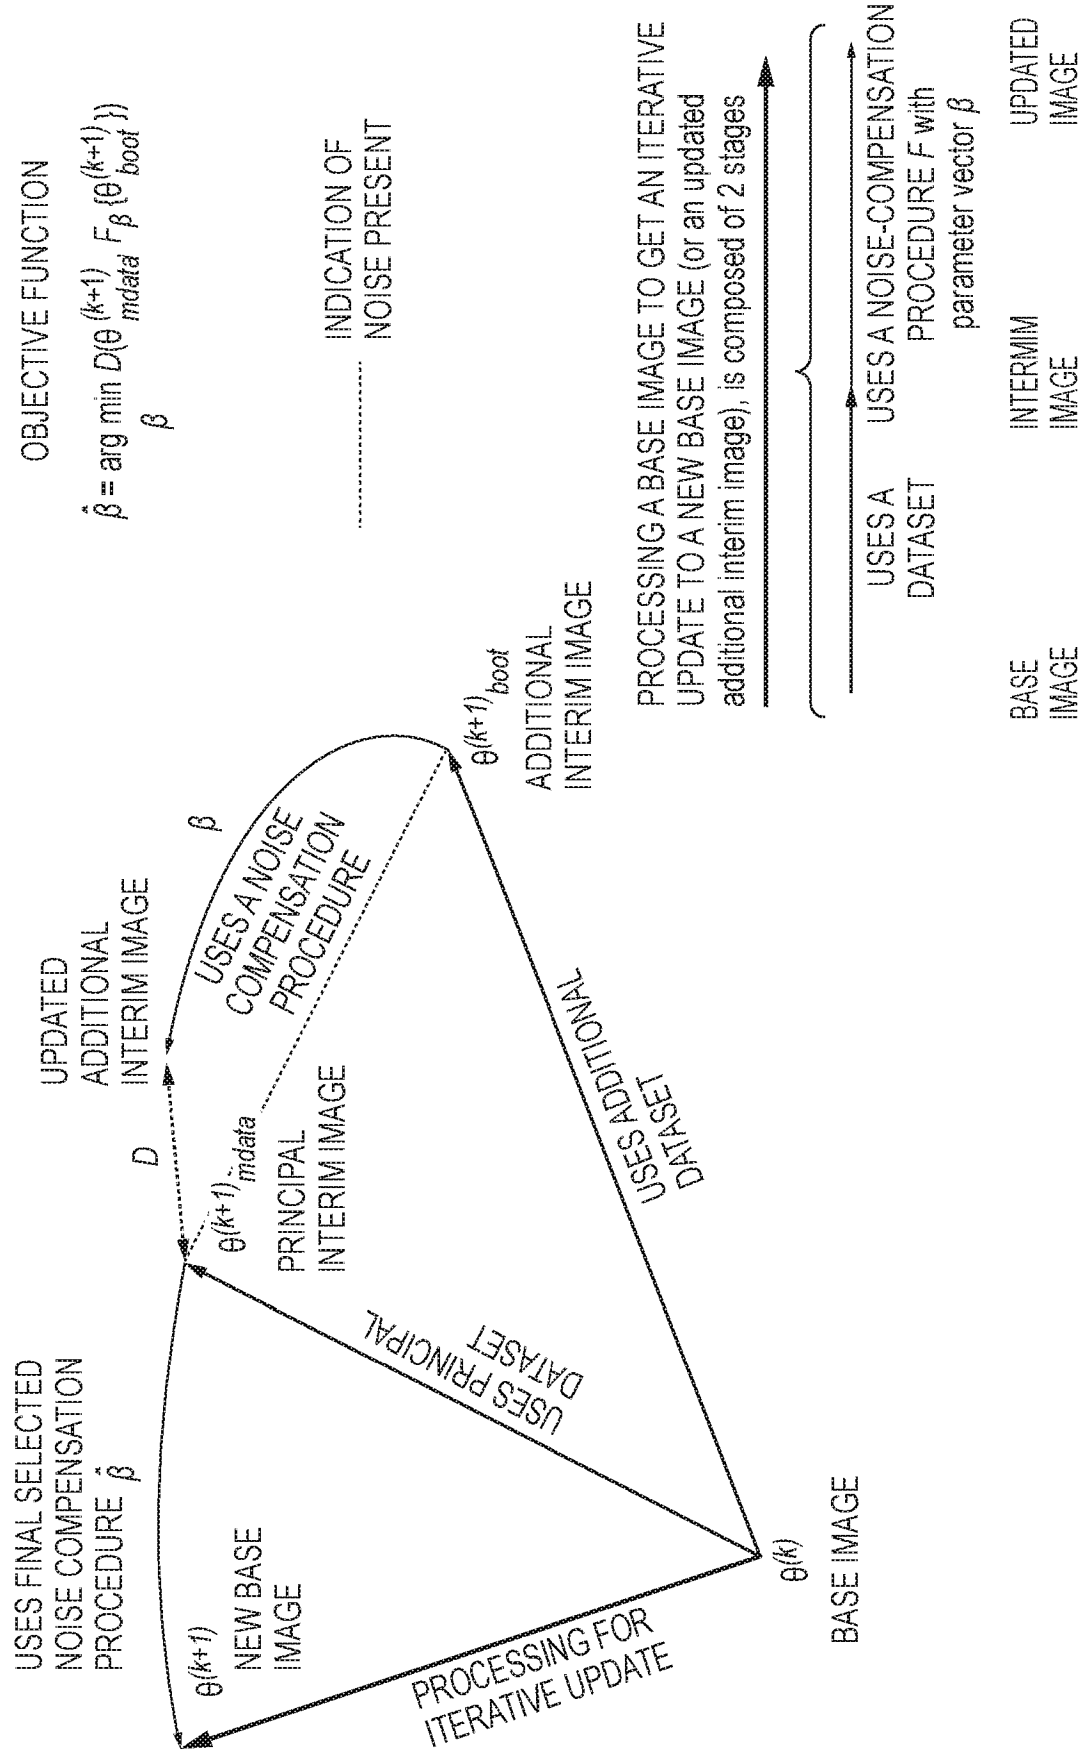 USES FINAL SELECTED
NOISE COMPENSATION
PROCEDURE β̂
θ(k+1)
NEW BASE
IMAGE
PROCESSING FOR
ITERATIVE UPDATE
θ(k)
BASE IMAGE
USES PRINCIPAL
DATASET
D
θ(k+1) mdata
PRINCIPAL
INTERIM IMAGE
UPDATED
ADDITIONAL
INTERIM IMAGE
β
USES A NOISE
COMPENSATION
PROCEDURE
USES ADDITIONAL
DATASET
θ(k+1) boot
ADDITIONAL
INTERIM IMAGE
OBJECTIVE FUNCTION
β̂ = arg min D(θ(k+1) mdata Fβ {θ(k+1) boot })
β
INDICATION OF
NOISE PRESENT
PROCESSING A BASE IMAGE TO GET AN ITERATIVE
UPDATE TO A NEW BASE IMAGE (or an updated
additional interim image), is composed of 2 stages
USES A
DATASET
USES A NOISE-COMPENSATION
PROCEDURE F with
parameter vector β
BASE
IMAGE
INTERMIM
IMAGE
UPDATED
IMAGE